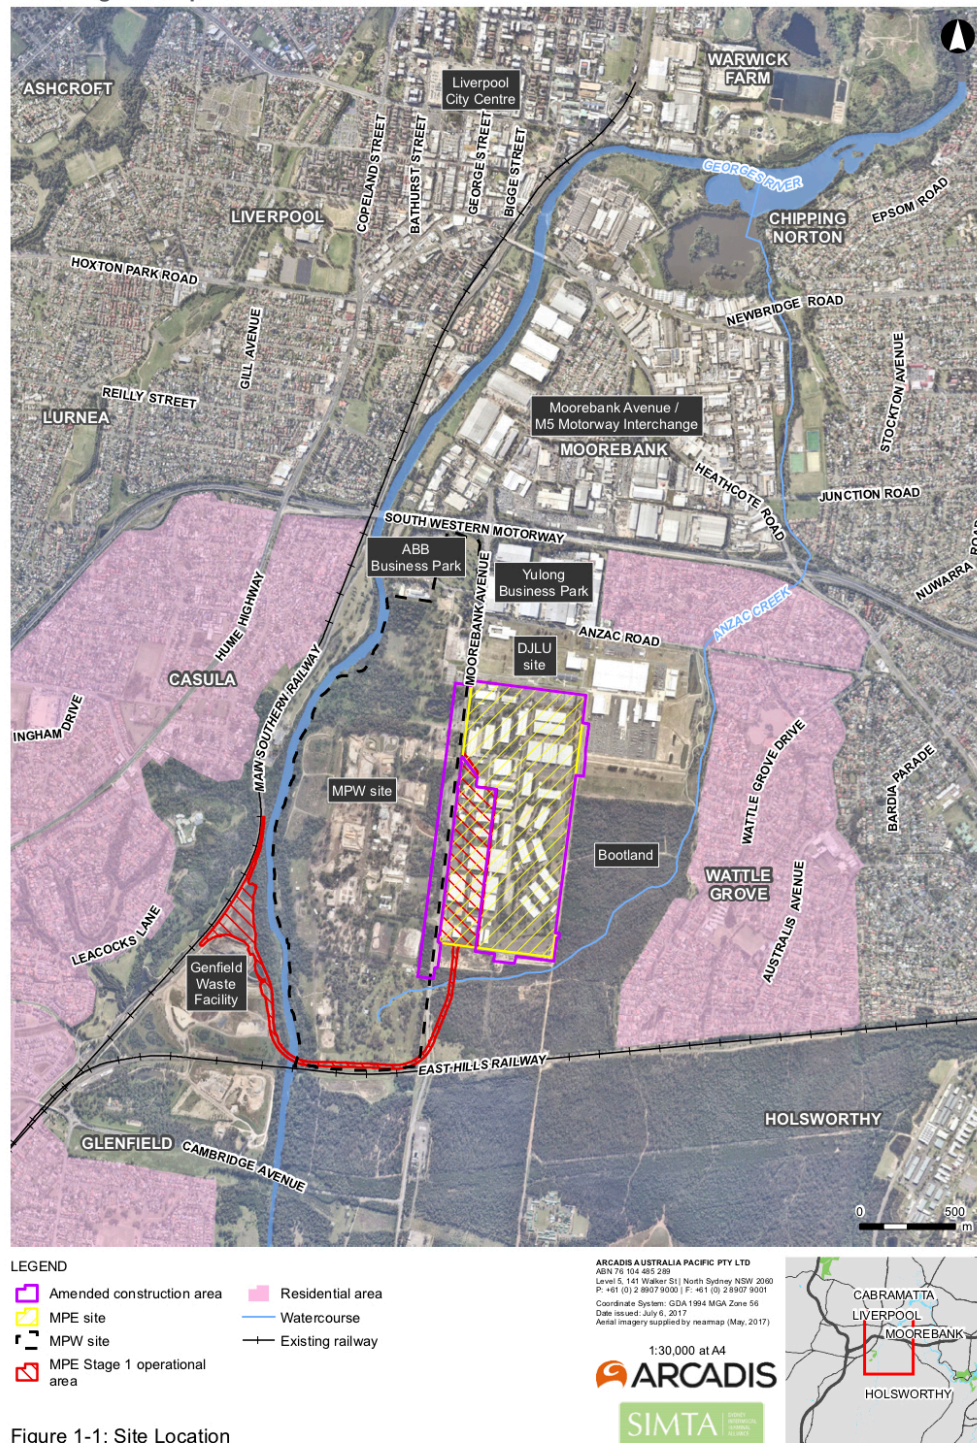 WARWICK
FARM
ASHCROFT
Liverpool
City Centre
COPELAND STREET
BATHURST STREET
GEORGE STREET
BIGGE STREET
GEORGES RIVER
EPSOM ROAD
LIVERPOOL
CHIPPING
NORTON
HOXTON PARK ROAD
NEWBRIDGE ROAD
GILL AVENUE
STOCKTON AVENUE
REILLY STREET
LURNEA
Moorebank Avenue /
M5 Motorway Interchange
MOOREBANK
HEATHCOTE ROAD
JUNCTION ROAD
SOUTH WESTERN MOTORWAY
NUWARRA ROAD
ABB
Business Park
MOOREBANK AVENUE
Yulong
Business Park
ANZAC CREEK
HUME HIGHWAY
ANZAC ROAD
DJLU
site
CASULA
MAIN SOUTHERN RAILWAY
INGHAM DRIVE
WATTLE GROVE DRIVE
BARDIA PARADE
MPW site
Bootland
WATTLE
GROVE
AUSTRALIS AVENUE
LEACOCKS LANE
Genfield
Waste
Facility
EAST HILLS RAILWAY
HOLSWORTHY
GLENFIELD
CAMBRIDGE AVENUE
0 500
m
LEGEND
Amended construction area
MPE site
MPW site
MPE Stage 1 operational
area
Residential area
Watercourse
Existing railway
ARCADIS AUSTRALIA PACIFIC PTY LTD
ABN 76 104 485 289
Level 5, 141 Walker St | North Sydney NSW 2060
P: +61 (0) 2 8907 9000 | F: +61 (0) 2 8907 9001
Coordinate System: GDA 1994 MGA Zone 56
Date issued: July 6, 2017
Aerial imagery supplied by nearmap (May, 2017)
1:30,000 at A4
ARCADIS
SIMTA
CABRAMATTA
LIVERPOOL
MOOREBANK
HOLSWORTHY
Figure 1-1: Site Location